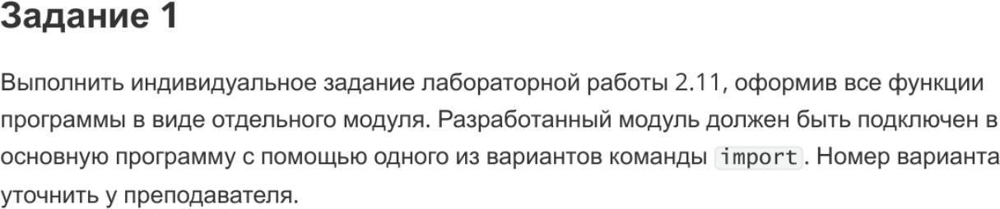 Задание 1
Выполнить индивидуальное задание лабораторной работы 2.11, оформив все функции
программы в виде отдельного модуля. Разработанный модуль должен быть подключен в
основную программу с помощью одного из вариантов команды import. Номер варианта
уточнить у преподавателя.